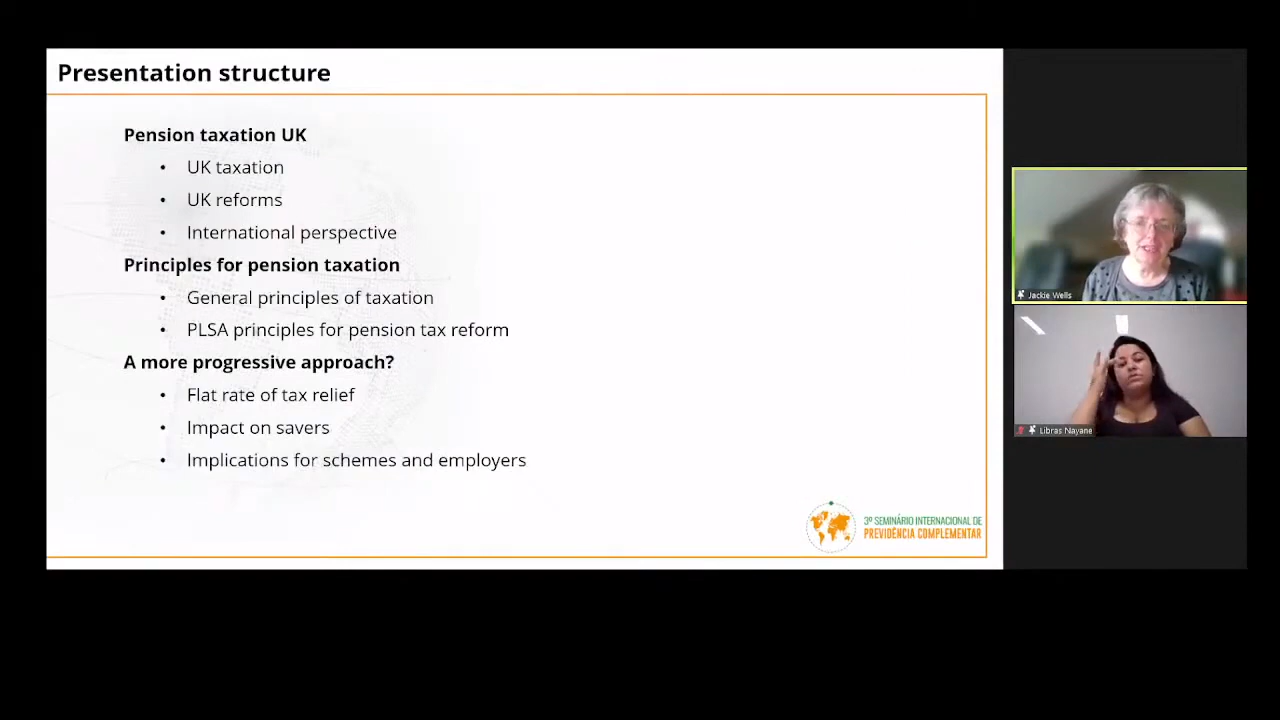 Presentation structure
Pension taxation UK
• UK taxation
• UK reforms
• International perspective
Principles for pension taxation
• General principles of taxation
• PLSA principles for pension tax reform
A more progressive approach?
• Flat rate of tax relief
• Impact on savers
• Implications for schemes and employers
3º SEMINÁRIO INTERNACIONAL DE
PREVIDÊNCIA COMPLEMENTAR
Jackie Wells
Libras Nayane